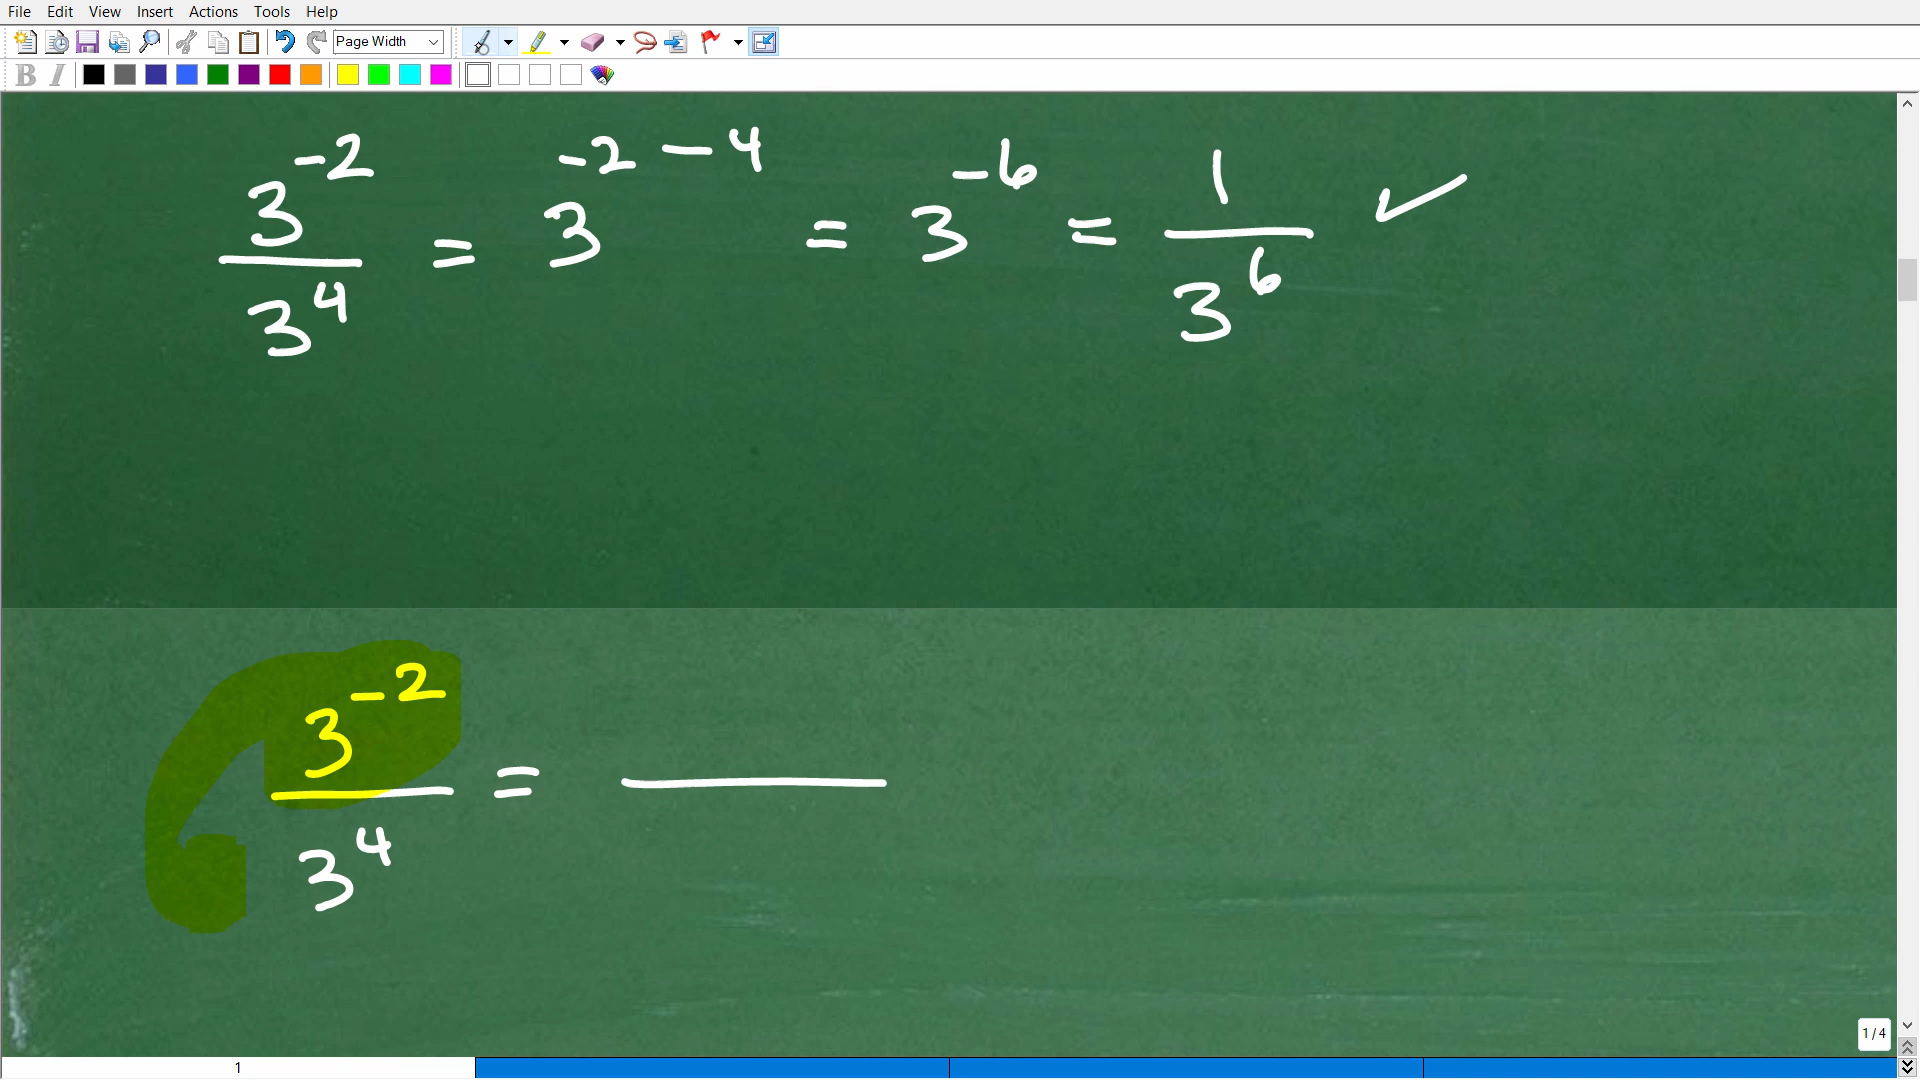 File Edit View Insert Actions Tools Help
Page Width
B I
3^-2 / 3^4 = 3^-2-4 = 3^-6 = 1 / 3^6 ✓
3^-2 / 3^4 =
1/4
1